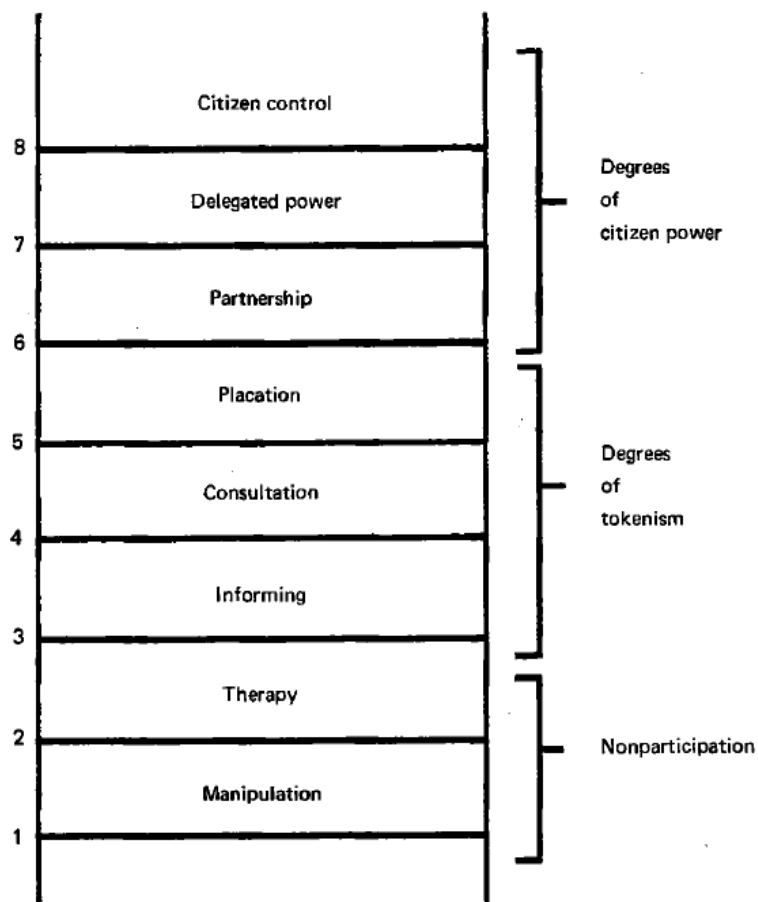 Citizen control
8
Delegated power
7
Partnership
6
Placation
5
Consultation
4
Informing
3
Therapy
2
Manipulation
1
Degrees
of
citizen power
Degrees
of
tokenism
Nonparticipation